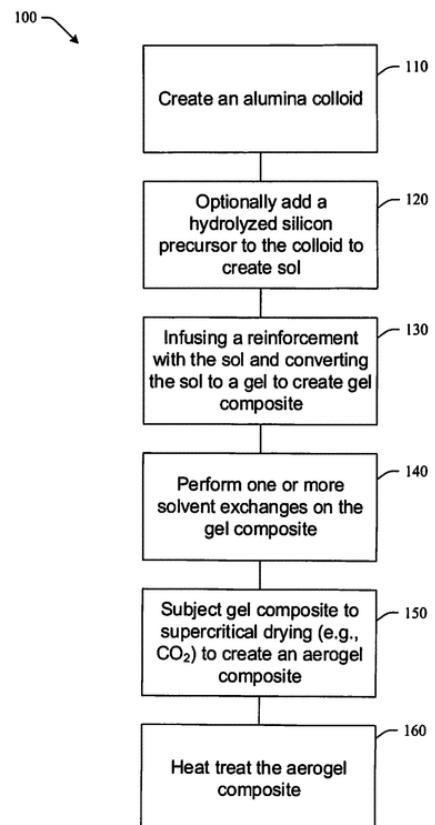 100
110
Create an alumina colloid
120
Optionally add a
hydrolyzed silicon
precursor to the colloid to
create sol
130
Infusing a reinforcement
with the sol and converting
the sol to a gel to create gel
composite
140
Perform one or more
solvent exchanges on the
gel composite
150
Subject gel composite to
supercritical drying (e.g.,
CO₂) to create an aerogel
composite
160
Heat treat the aerogel
composite